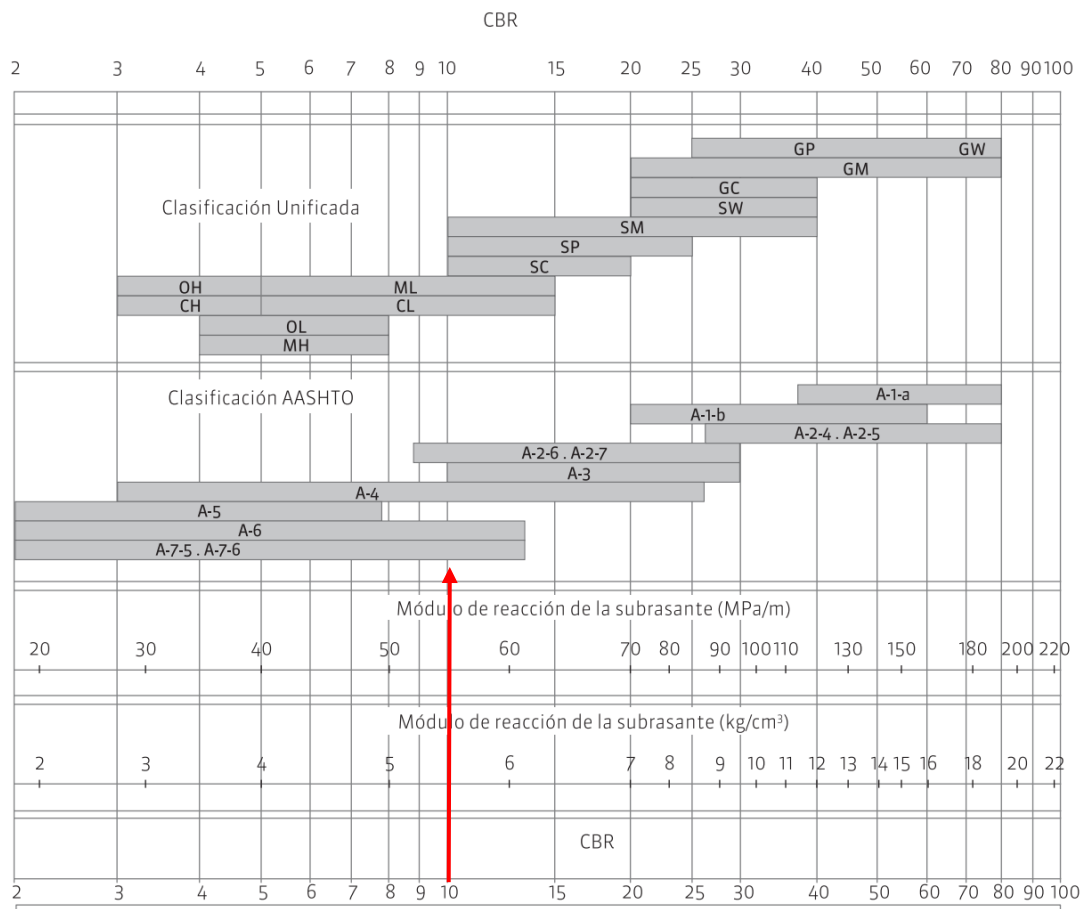 CBR
2 3 4 5 6 7 8 9 10 15 20 25 30 40 50 60 70 80 90 100
GP GW
GM
GC
Clasificación Unificada
SW
SM
SP
SC
OH ML
CH CL
OL
MH
Clasificación AASHTO
A-1-a
A-1-b
A-2-4 . A-2-5
A-2-6 . A-2-7
A-3
A-4
A-5
A-6
A-7-5 . A-7-6
Módulo de reacción de la subrasante (MPa/m)
20 30 40 50 60 70 80 90 100 110 130 150 180 200 220
Módulo de reacción de la subrasante (kg/cm³)
2 3 4 5 6 7 8 9 10 11 12 13 14 15 16 18 20 22
CBR
2 3 4 5 6 7 8 9 10 15 20 25 30 40 50 60 70 80 90 100